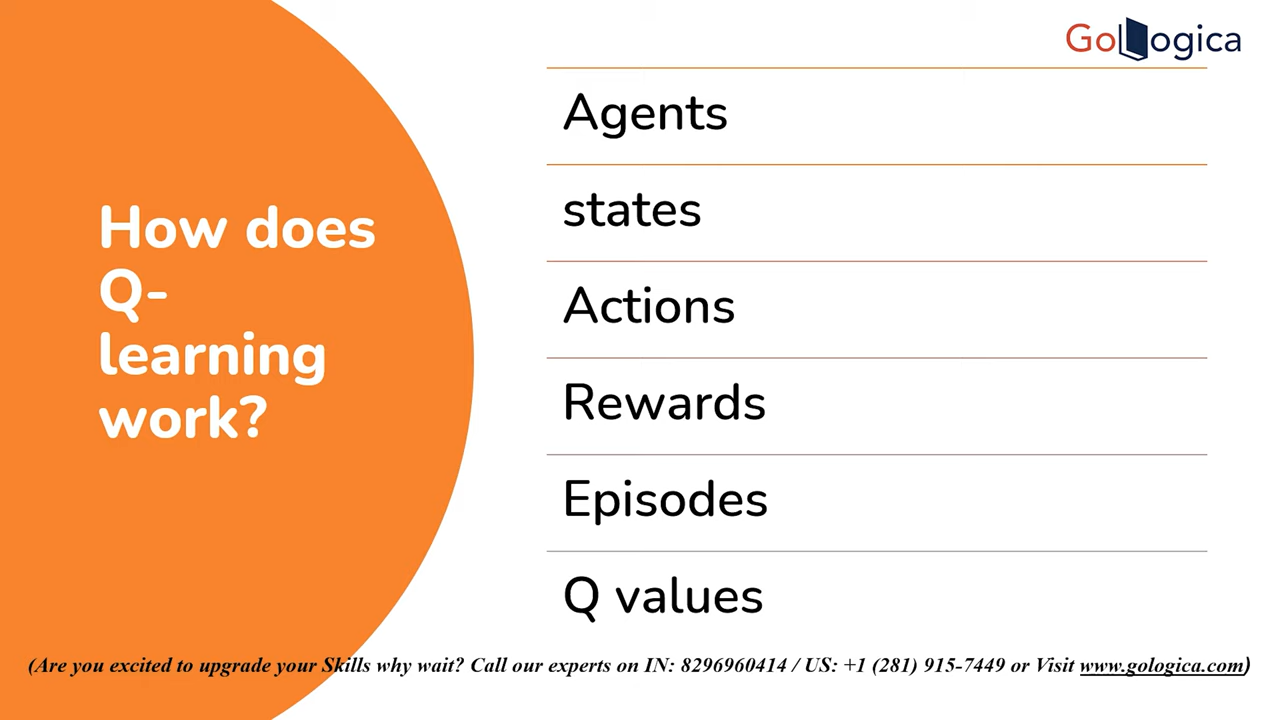 GoLogica
How does
Q-
learning
work?
Agents
states
Actions
Rewards
Episodes
Q values
(Are you excited to upgrade your Skills why wait? Call our experts on IN: 8296960414 / US: +1 (281) 915-7449 or Visit www.gologica.com)